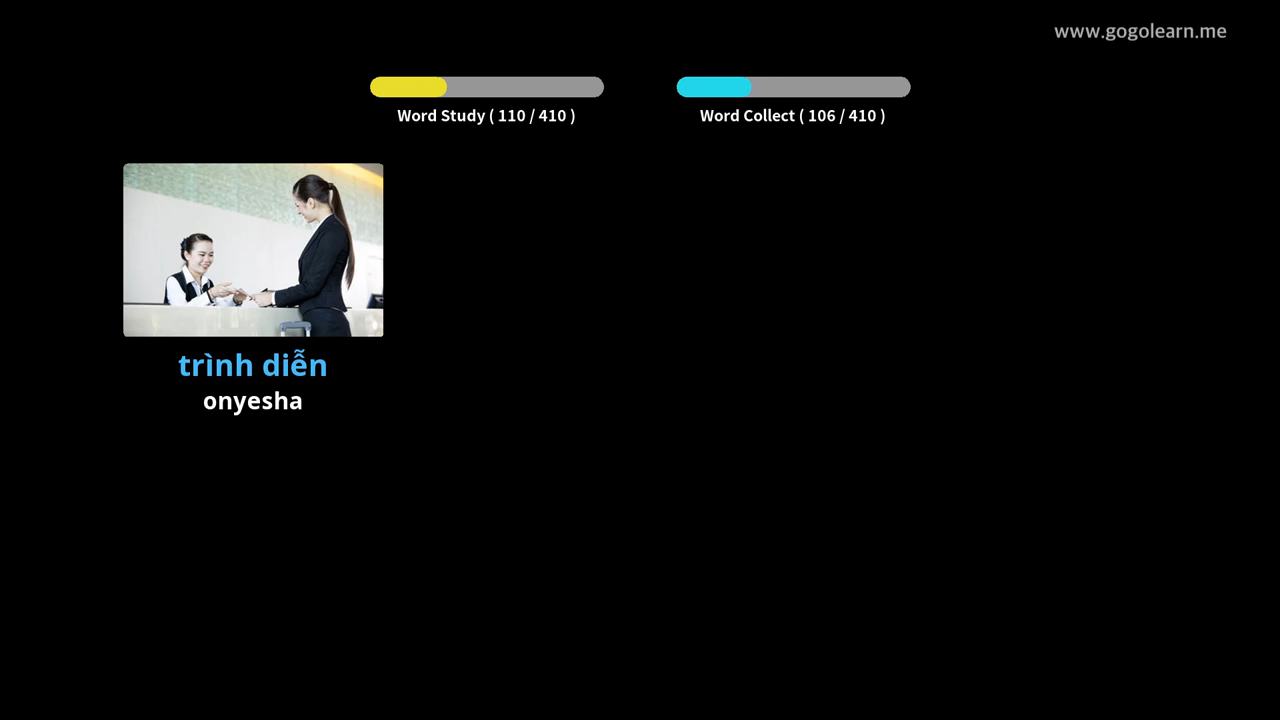 www.gogolearn.me
Word Study ( 110 / 410 )
Word Collect ( 106 / 410 )
trình diễn
onyesha